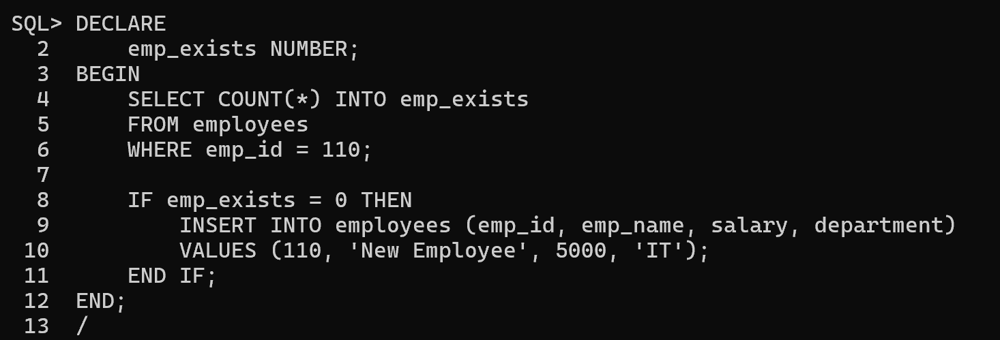 SQL> DECLARE
  2      emp_exists NUMBER;
  3  BEGIN
  4      SELECT COUNT(*) INTO emp_exists
  5      FROM employees
  6      WHERE emp_id = 110;
  7
  8      IF emp_exists = 0 THEN
  9          INSERT INTO employees (emp_id, emp_name, salary, department)
 10          VALUES (110, 'New Employee', 5000, 'IT');
 11      END IF;
 12  END;
 13  /